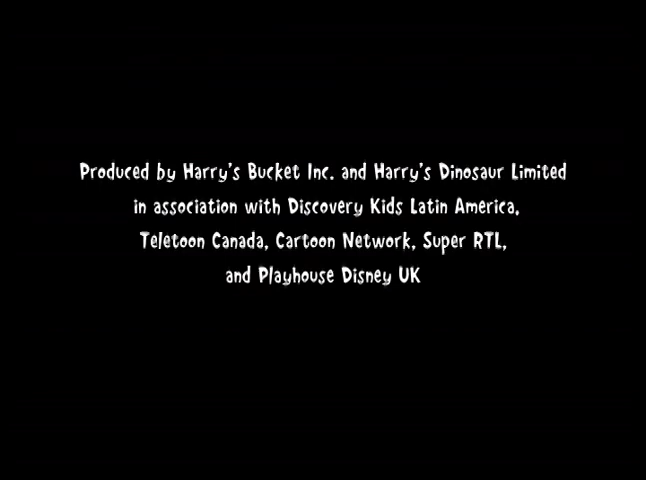 Produced by Harry's Bucket Inc. and Harry's Dinosaur Limited
in association with Discovery Kids Latin America,
Teletoon Canada, Cartoon Network, Super RTL,
and Playhouse Disney UK